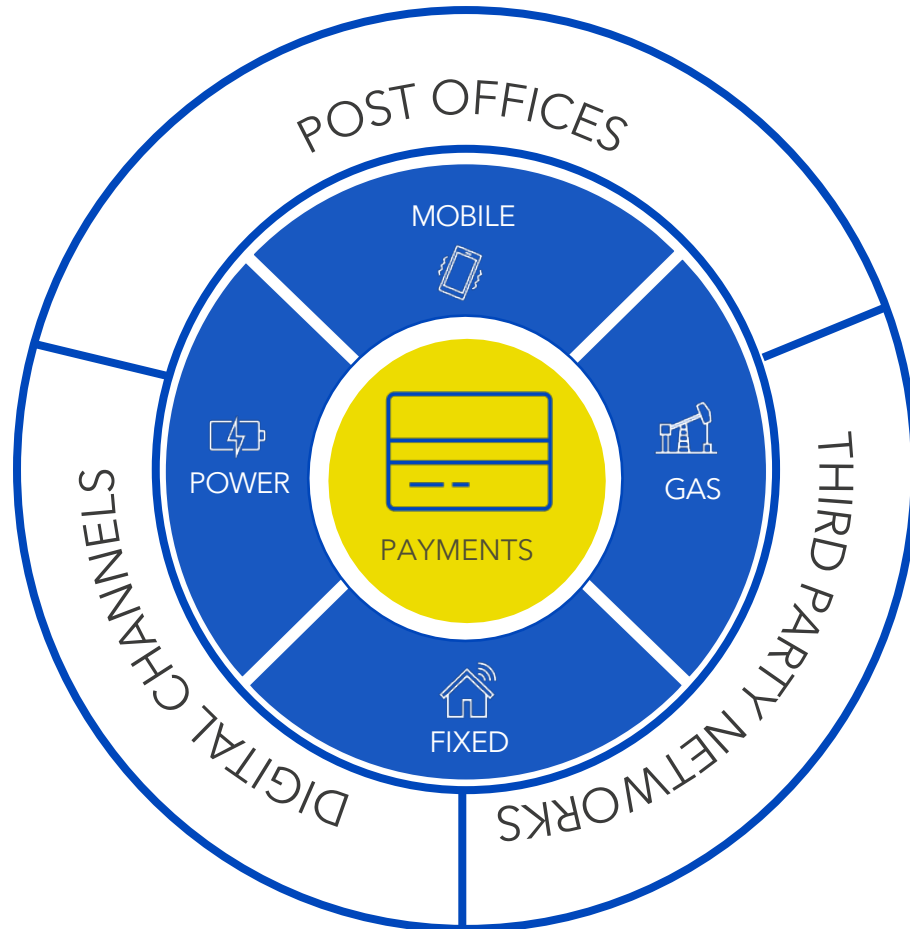 POST OFFICES
MOBILE
POWER
GAS
PAYMENTS
FIXED
DIGITAL CHANNELS
THIRD PARTY NETWORKS